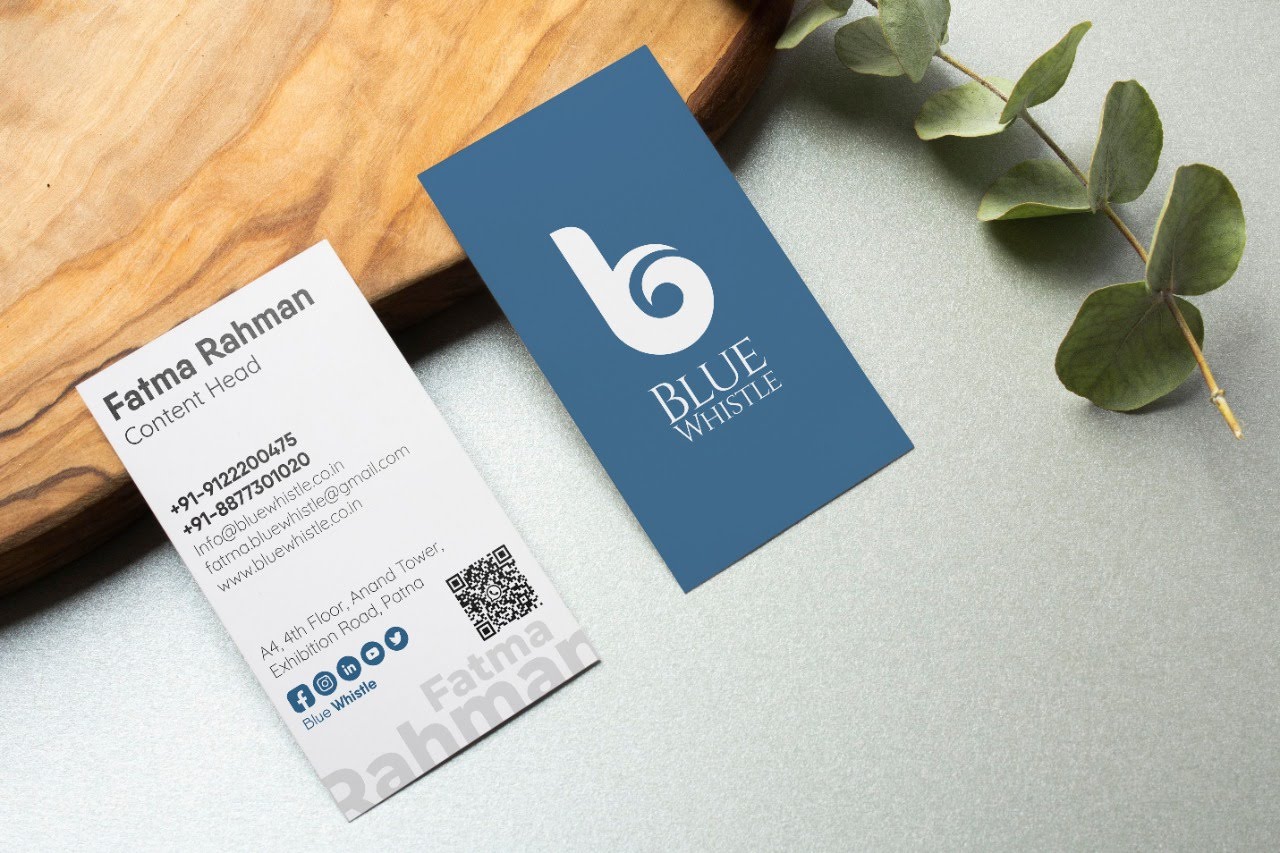 Fatma Rahman
Content Head
+91-9122200475
+91-8877301020
Info@bluewhistle.co.in
fatma.bluewhistle@gmail.com
www.bluewhistle.co.in
A4, 4th Floor, Anand Tower,
Exhibition Road, Patna
Blue Whistle
Fatma
Rahman
BLUE
WHISTLE